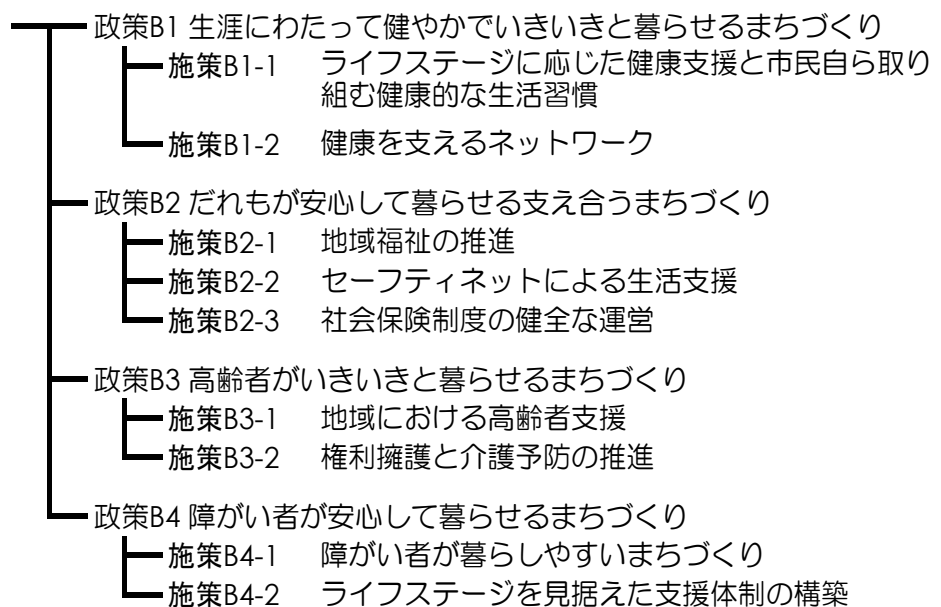 政策B1 生涯にわたって健やかでいきいきと暮らせるまちづくり
施策B1-1 ライフステージに応じた健康支援と市民自ら取り
組む健康的な生活習慣
施策B1-2 健康を支えるネットワーク
政策B2 だれもが安心して暮らせる支え合うまちづくり
施策B2-1 地域福祉の推進
施策B2-2 セーフティネットによる生活支援
施策B2-3 社会保険制度の健全な運営
政策B3 高齢者がいきいきと暮らせるまちづくり
施策B3-1 地域における高齢者支援
施策B3-2 権利擁護と介護予防の推進
政策B4 障がい者が安心して暮らせるまちづくり
施策B4-1 障がい者が暮らしやすいまちづくり
施策B4-2 ライフステージを見据えた支援体制の構築